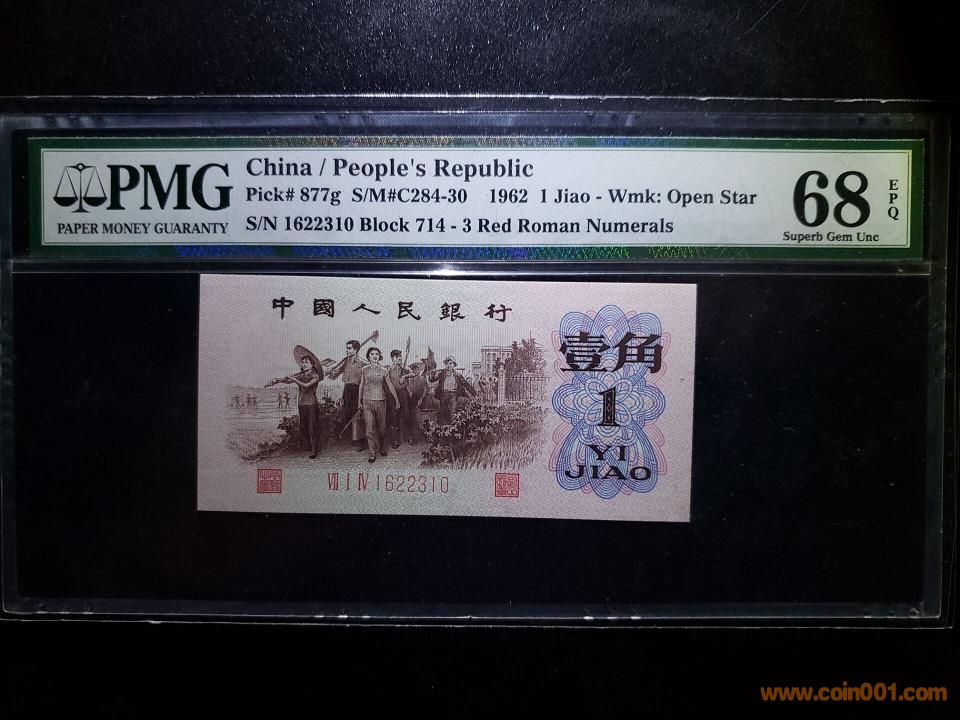 PMG
PAPER MONEY GUARANTY
China / People's Republic
Pick# 877g S/M#C284-30 1962 1 Jiao - Wmk: Open Star
S/N 1622310 Block 714 - 3 Red Roman Numerals
68
EPQ
Superb Gem Unc
中國人民銀行
壹角
1
YI
JIAO
VII I IV 1622310
www.coin001.com